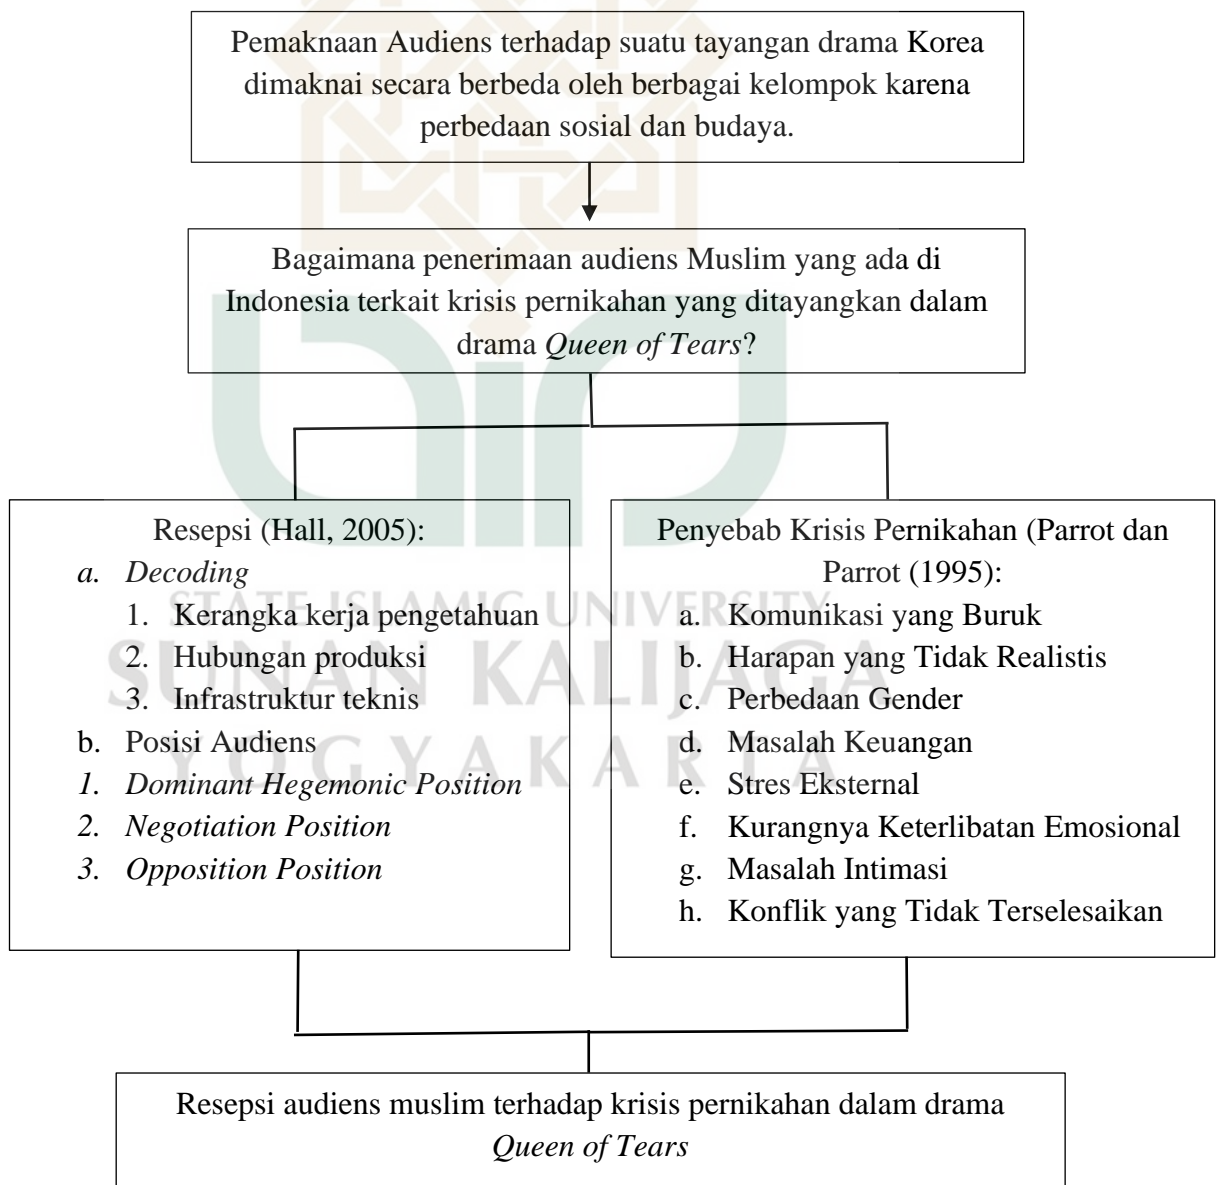 Pemaknaan Audiens terhadap suatu tayangan drama Korea
dimaknai secara berbeda oleh berbagai kelompok karena
perbedaan sosial dan budaya.
Bagaimana penerimaan audiens Muslim yang ada di
Indonesia terkait krisis pernikahan yang ditayangkan dalam
drama Queen of Tears?
Resepsi (Hall, 2005):
a. Decoding
1. Kerangka kerja pengetahuan
2. Hubungan produksi
3. Infrastruktur teknis
b. Posisi Audiens
1. Dominant Hegemonic Position
2. Negotiation Position
3. Opposition Position
Penyebab Krisis Pernikahan (Parrot dan
Parrot (1995):
a. Komunikasi yang Buruk
b. Harapan yang Tidak Realistis
c. Perbedaan Gender
d. Masalah Keuangan
e. Stres Eksternal
f. Kurangnya Keterlibatan Emosional
g. Masalah Intimasi
h. Konflik yang Tidak Terselesaikan
Resepsi audiens muslim terhadap krisis pernikahan dalam drama
Queen of Tears
STATE ISLAMIC UNIVERSITY
SUNAN KALIJAGA
YOGYAKARTA